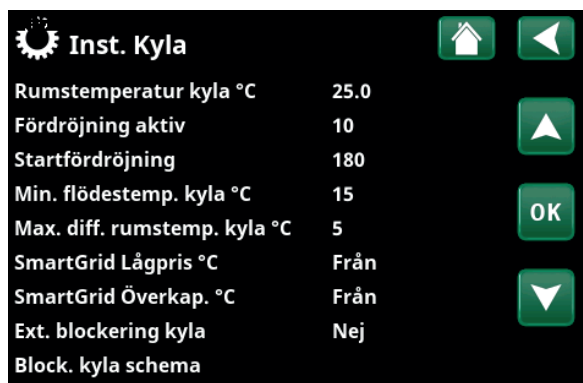 Inst. Kyla
Rumstemperatur kyla °C 25.0
Fördröjning aktiv 10
Startfördröjning 180
Min. flödestemp. kyla °C 15
Max. diff. rumstemp. kyla °C 5
OK
SmartGrid Lågpris °C Från
SmartGrid Överkap. °C Från
Ext. blockering kyla Nej
Block. kyla schema